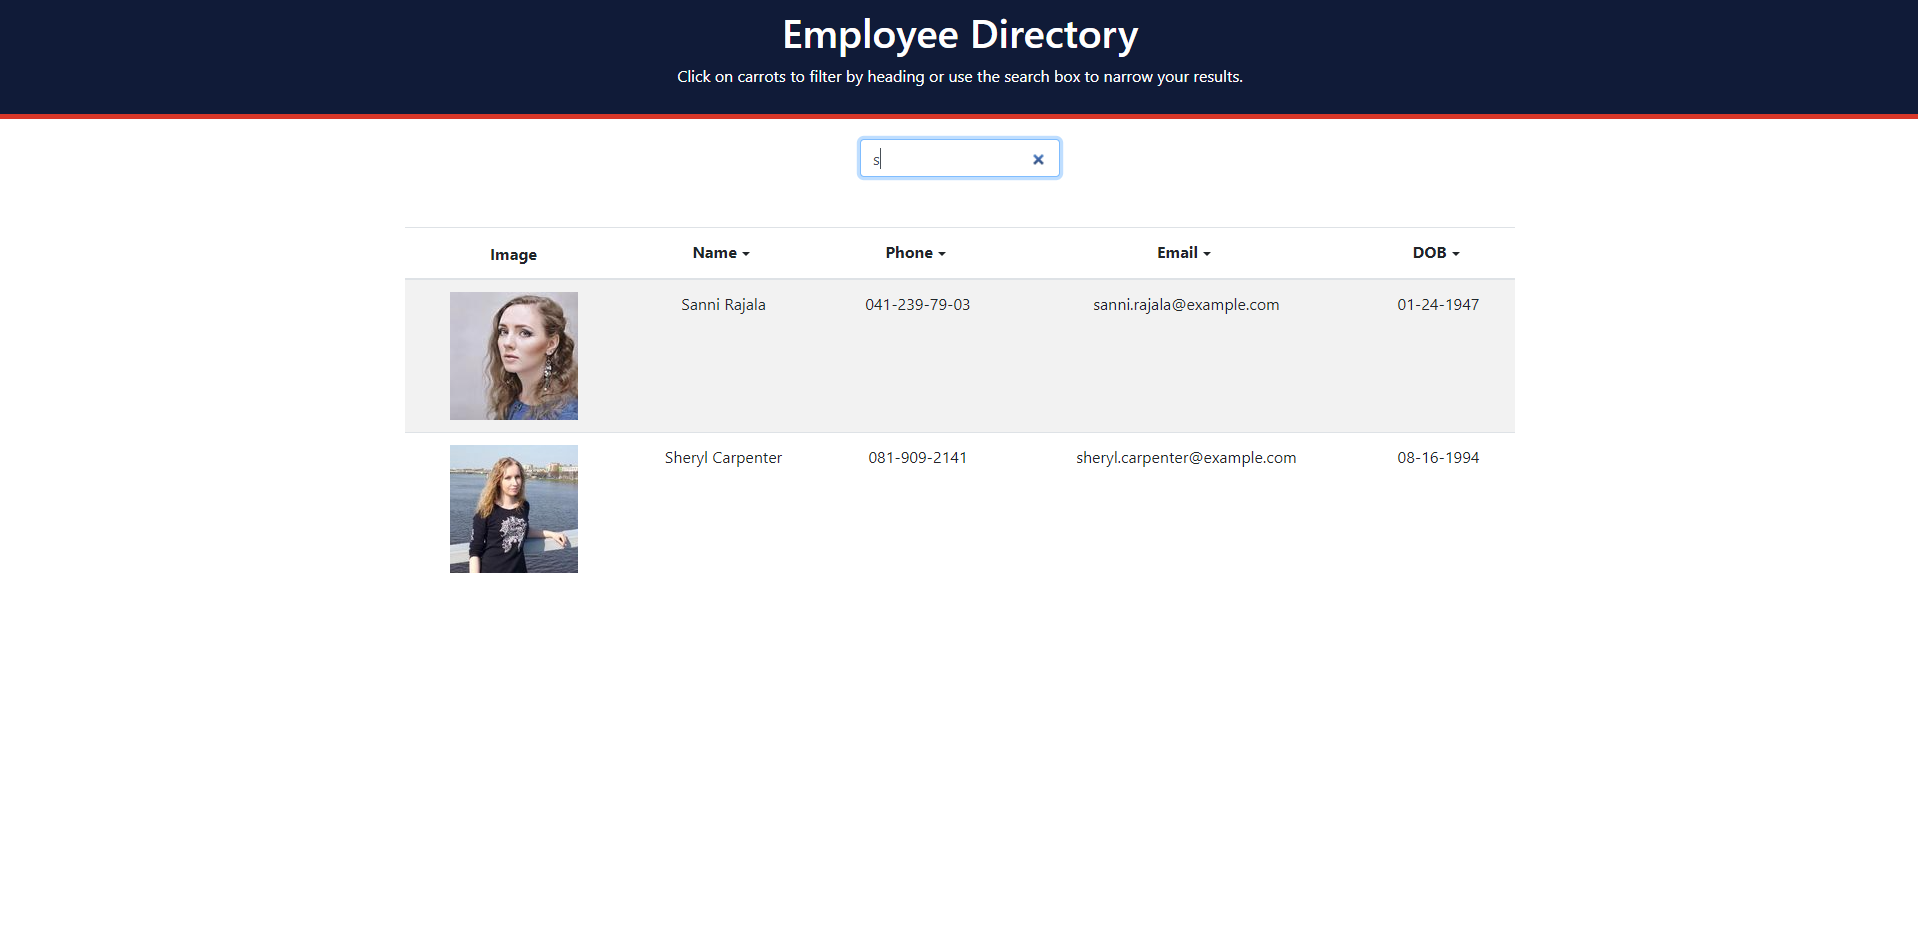 Employee Directory
Click on carrots to filter by heading or use the search box to narrow your results.
s
Image Name Phone Email DOB
Sanni Rajala 041-239-79-03 sanni.rajala@example.com 01-24-1947
Sheryl Carpenter 081-909-2141 sheryl.carpenter@example.com 08-16-1994